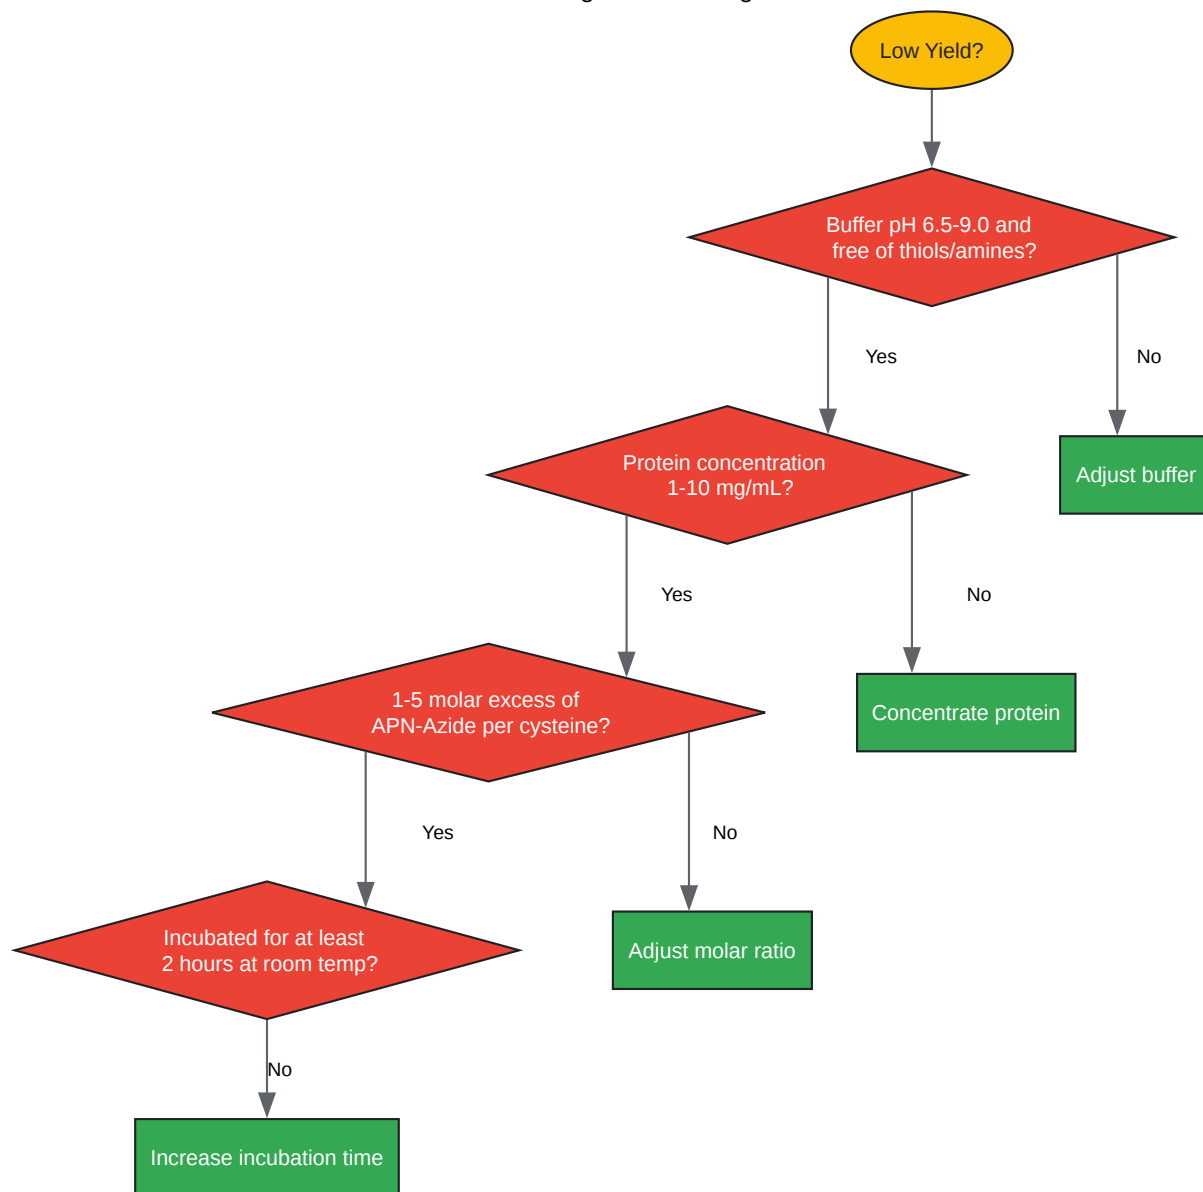 Low Yield?
Buffer pH 6.5-9.0 and
free of thiols/amines?
Yes
No
Protein concentration
1-10 mg/mL?
Adjust buffer
Yes
No
1-5 molar excess of
APN-Azide per cysteine?
Concentrate protein
Yes
No
Incubated for at least
2 hours at room temp?
Adjust molar ratio
No
Increase incubation time